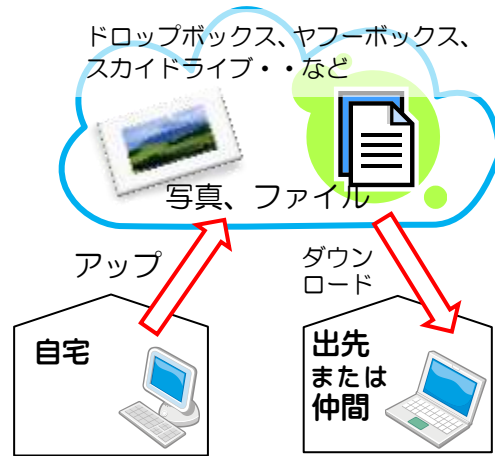 ドロップボックス、ヤフーボックス、
スカイドライブ・・など
写真、ファイル
アップ
ダウン
ロード
自宅
出先
または
仲間